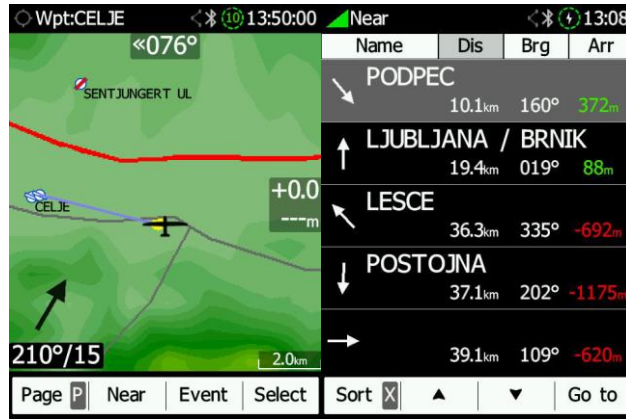 Wpt:CELJE
10
13:50:00
«076°
SENTJUNGERT UL
CELJE
+0.0
---m
210°/15
2.0km
Page P
Near
Event
Select
Near
13:08
Name Dis Brg Arr
PODPEC
10.1km 160° 372m
LJUBLJANA / BRNIK
19.4km 019° 88m
LESCE
36.3km 335° -692m
POSTOJNA
37.1km 202° -1175m
39.1km 109° -620m
Sort X
Go to